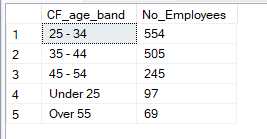 CF_age_band No_Employees
1 25 - 34 554
2 35 - 44 505
3 45 - 54 245
4 Under 25 97
5 Over 55 69